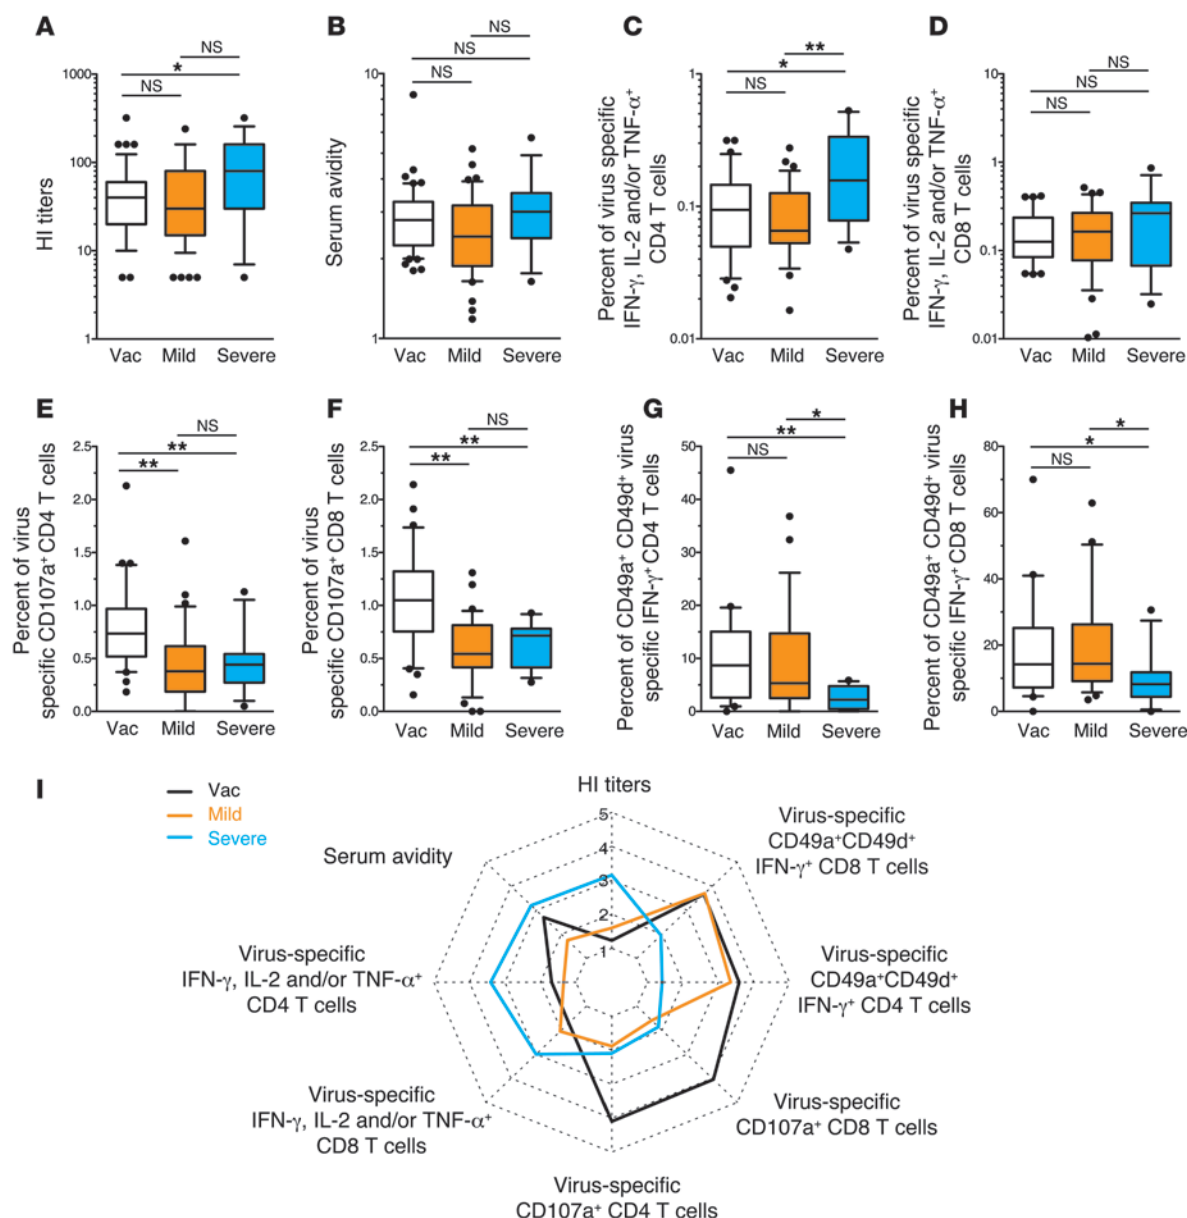 A
HI titers
1000
100
10
1
NS
*
NS
Vac
Mild
Severe
B
Serum avidity
10
1
NS
NS
NS
Vac
Mild
Severe
C
Percent of virus specific
IFN-γ, IL-2 and/or TNF-α⁺
CD4 T cells
1
0.1
0.01
**
*
NS
Vac
Mild
Severe
D
Percent of virus specific
IFN-γ, IL-2 and/or TNF-α⁺
CD8 T cells
10
1
0.1
0.01
NS
NS
NS
Vac
Mild
Severe
E
Percent of virus
specific CD107a⁺ CD4 T cells
2.5
2.0
1.5
1.0
0.5
0.0
NS
**
**
Vac
Mild
Severe
F
Percent of virus
specific CD107a⁺ CD8 T cells
2.5
2.0
1.5
1.0
0.5
0.0
NS
**
**
Vac
Mild
Severe
G
Percent of CD49a⁺ CD49d⁺ virus
specific IFN-γ⁺ CD4 T cells
50
40
30
20
10
0
*
**
NS
Vac
Mild
Severe
H
Percent of CD49a⁺ CD49d⁺ virus
specific IFN-γ⁺ CD8 T cells
80
60
40
20
0
*
*
NS
Vac
Mild
Severe
I
Vac
Mild
Severe
HI titers
5
4
3
2
1
Virus-specific
CD49a⁺CD49d⁺
IFN-γ⁺ CD8 T cells
Virus-specific
CD49a⁺CD49d⁺
IFN-γ⁺ CD4 T cells
Virus-specific
CD107a⁺ CD8 T cells
Virus-specific
CD107a⁺ CD4 T cells
Virus-specific
IFN-γ, IL-2 and/or TNF-α⁺
CD8 T cells
Virus-specific
IFN-γ, IL-2 and/or TNF-α⁺
CD4 T cells
Serum avidity